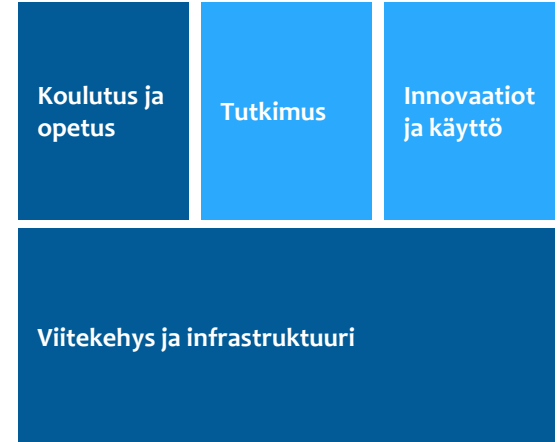 Koulutus ja
opetus
Tutkimus
Innovaatiot
ja käyttö
Viitekehys ja infrastruktuuri